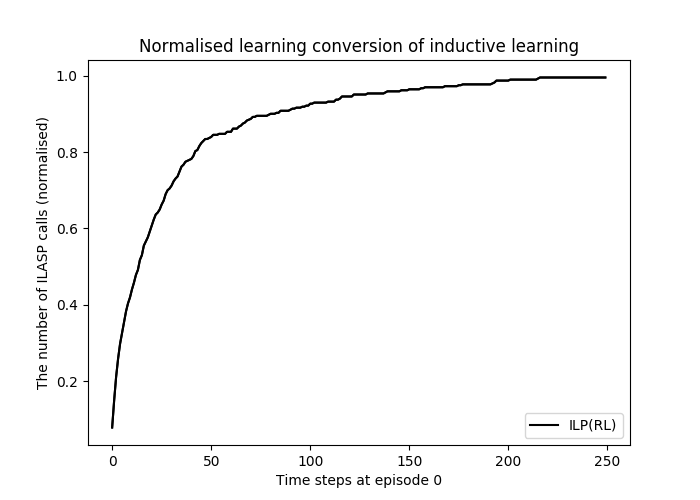 Normalised learning conversion of inductive learning
The number of ILASP calls (normalised)
1.0
0.8
0.6
0.4
0.2
ILP(RL)
0 50 100 150 200 250
Time steps at episode 0